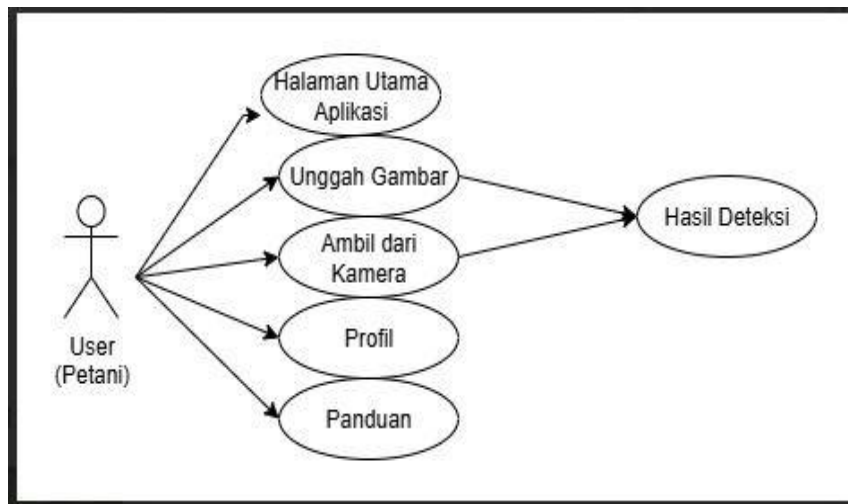 Halaman Utama
Aplikasi
Unggah Gambar
Ambil dari
Kamera
Profil
Panduan
Hasil Deteksi
User
(Petani)